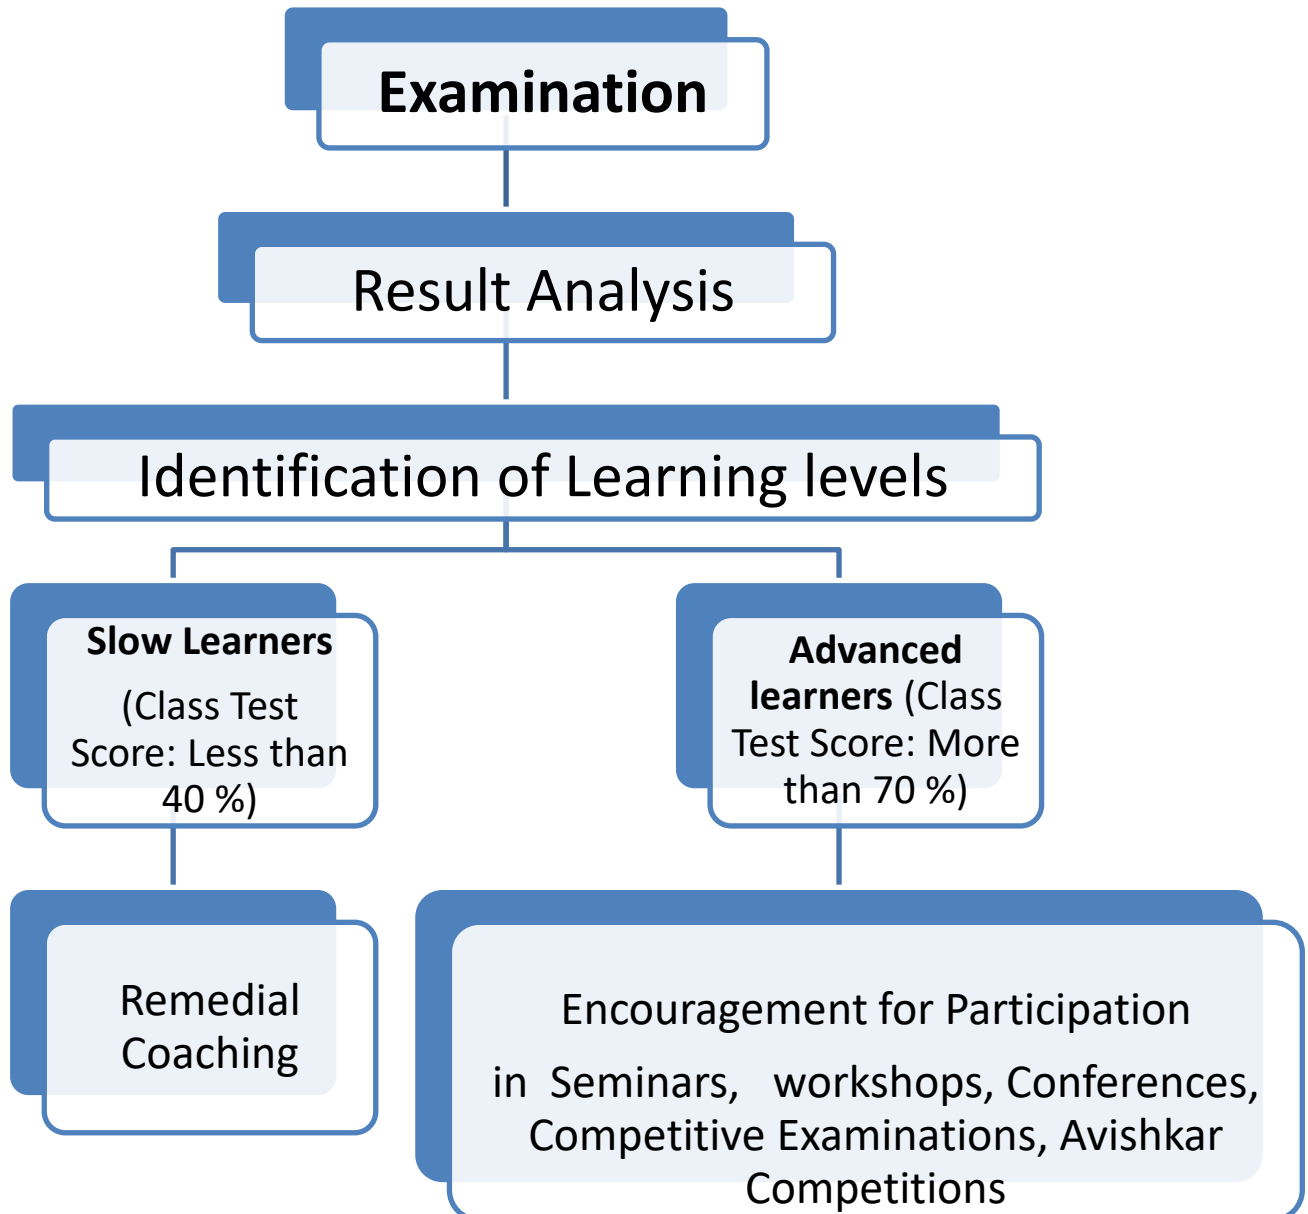 Examination
Result Analysis
Identification of Learning levels
Slow Learners
(Class Test
Score: Less than
40 %)
Advanced
learners (Class
Test Score: More
than 70 %)
Remedial
Coaching
Encouragement for Participation
in Seminars, workshops, Conferences,
Competitive Examinations, Avishkar
Competitions